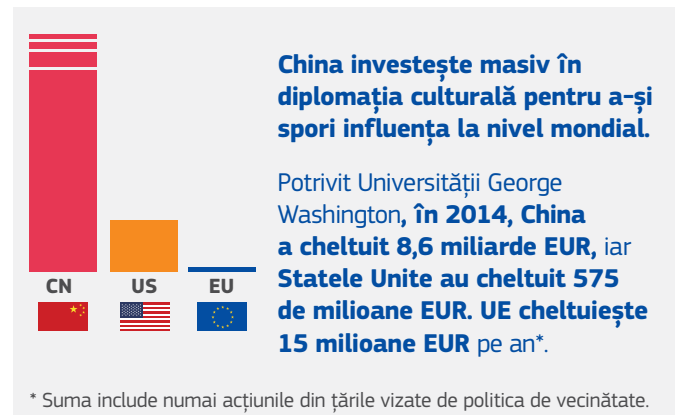 China investește masiv în
diplomația culturală pentru a-și
spori influența la nivel mondial.
Potrivit Universității George
Washington, în 2014, China
a cheltuit 8,6 miliarde EUR, iar
Statele Unite au cheltuit 575
de milioane EUR. UE cheltuiește
15 milioane EUR pe an*.
CN US EU
* Suma include numai acțiunile din țările vizate de politica de vecinătate.